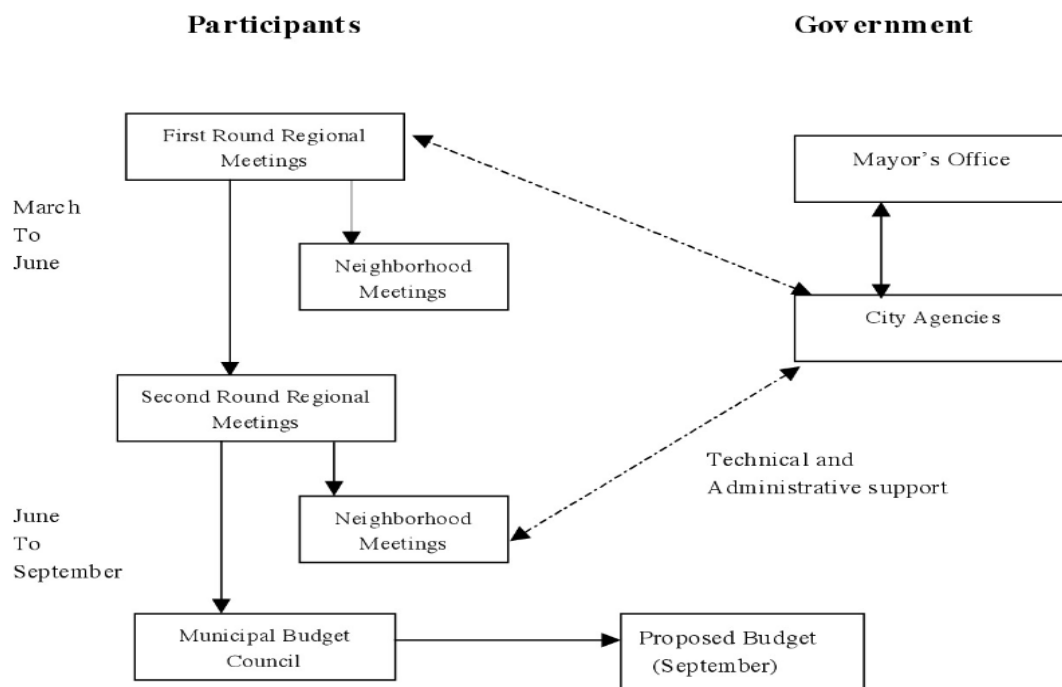 Participants
Government
First Round Regional
Meetings
Mayor's Office
March
To
June
Neighborhood
Meetings
City Agencies
Second Round Regional
Meetings
Technical and
Administrative support
June
To
September
Neighborhood
Meetings
Municipal Budget
Council
Proposed Budget
(September)